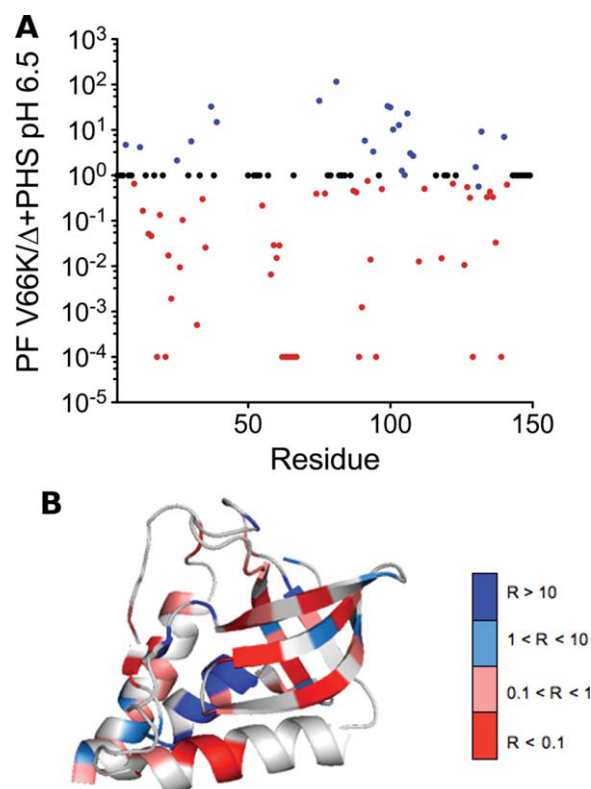 A
PF V66K/Δ+PHS pH 6.5
10³
10²
10¹
10⁰
10⁻¹
10⁻²
10⁻³
10⁻⁴
10⁻⁵
50
100
150
Residue
B
R > 10
1 < R < 10
0.1 < R < 1
R < 0.1